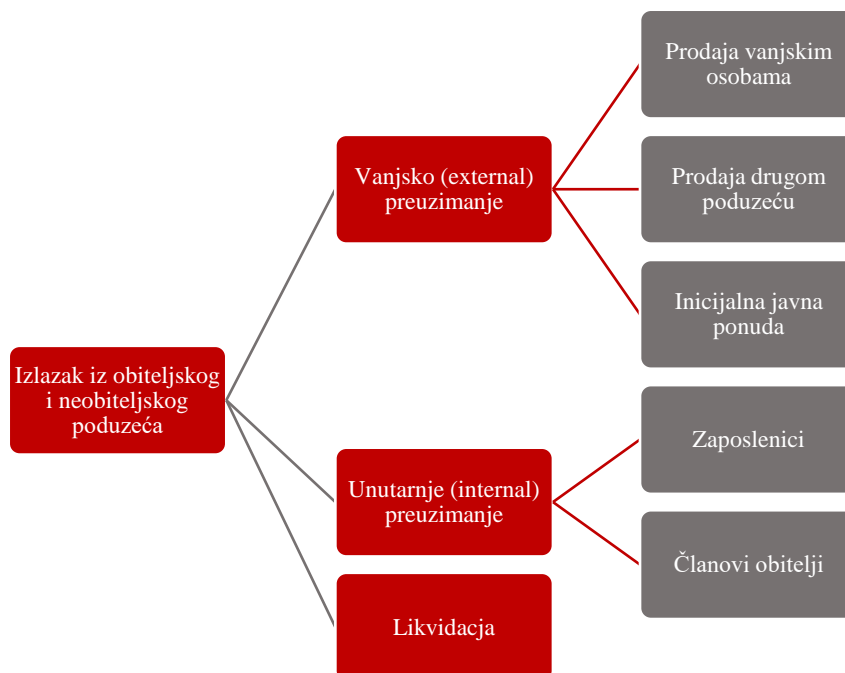 Izlazak iz obiteljskog
i neobiteljskog
poduzeća
Vanjsko (external)
preuzimanje
Prodaja vanjskim
osobama
Prodaja drugom
poduzeću
Inicijalna javna
ponuda
Unutarnje (internal)
preuzimanje
Zaposlenici
Članovi obitelji
Likvidacja